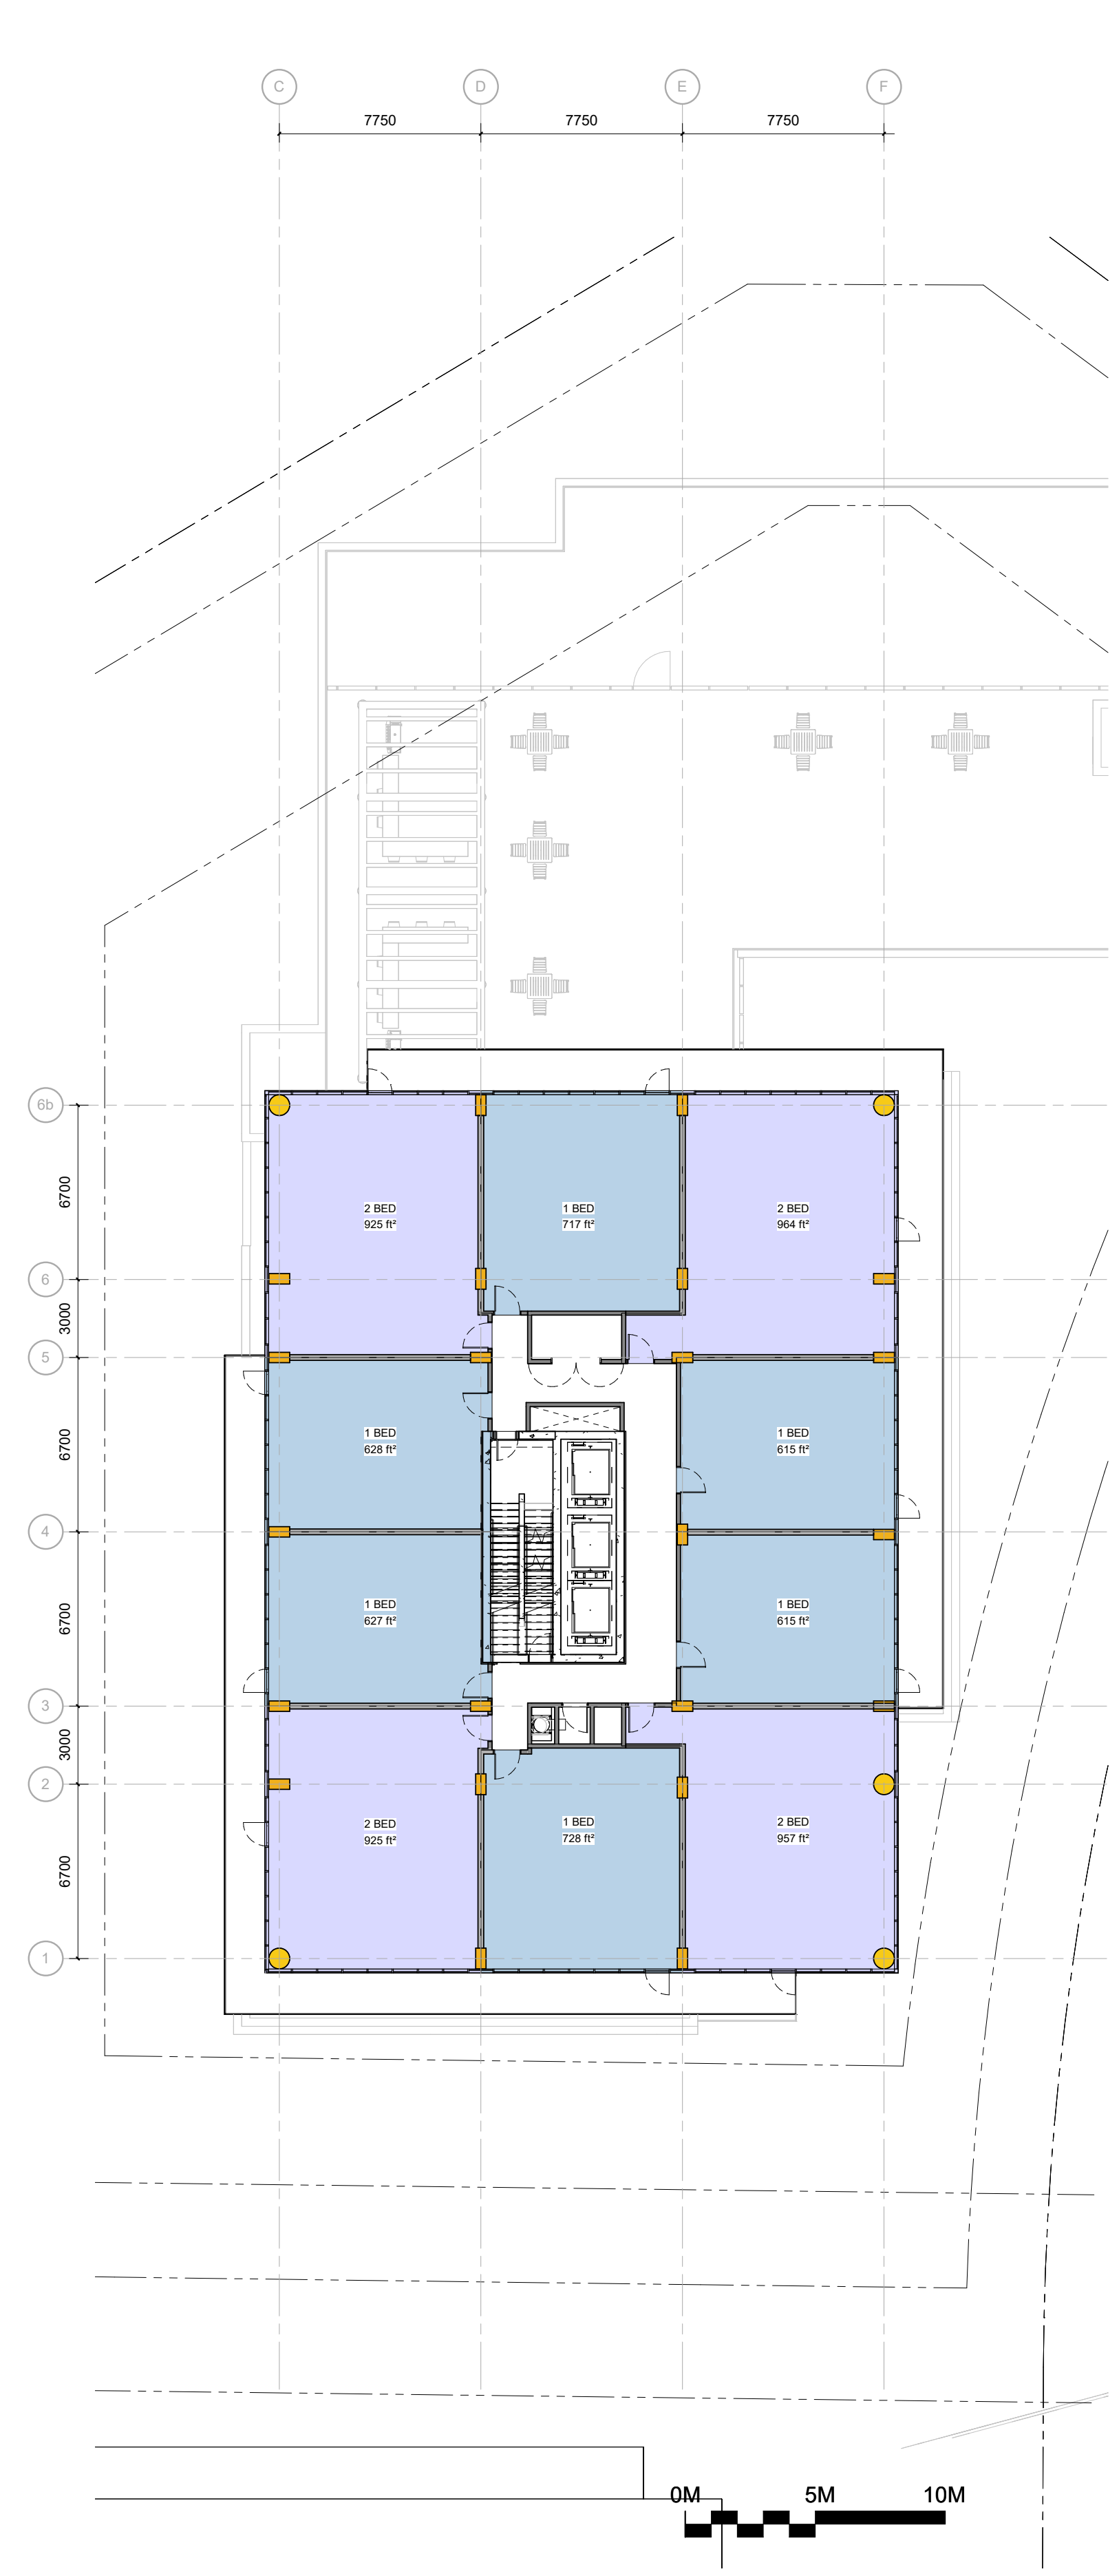 C D E F
7750 7750 7750
6b
6700
2 BED
925 ft²
1 BED
717 ft²
2 BED
964 ft²
6
3000
5
6700
1 BED
628 ft²
1 BED
615 ft²
4
6700
1 BED
627 ft²
1 BED
615 ft²
3
3000
2
6700
2 BED
925 ft²
1 BED
728 ft²
2 BED
957 ft²
1
0M 5M 10M